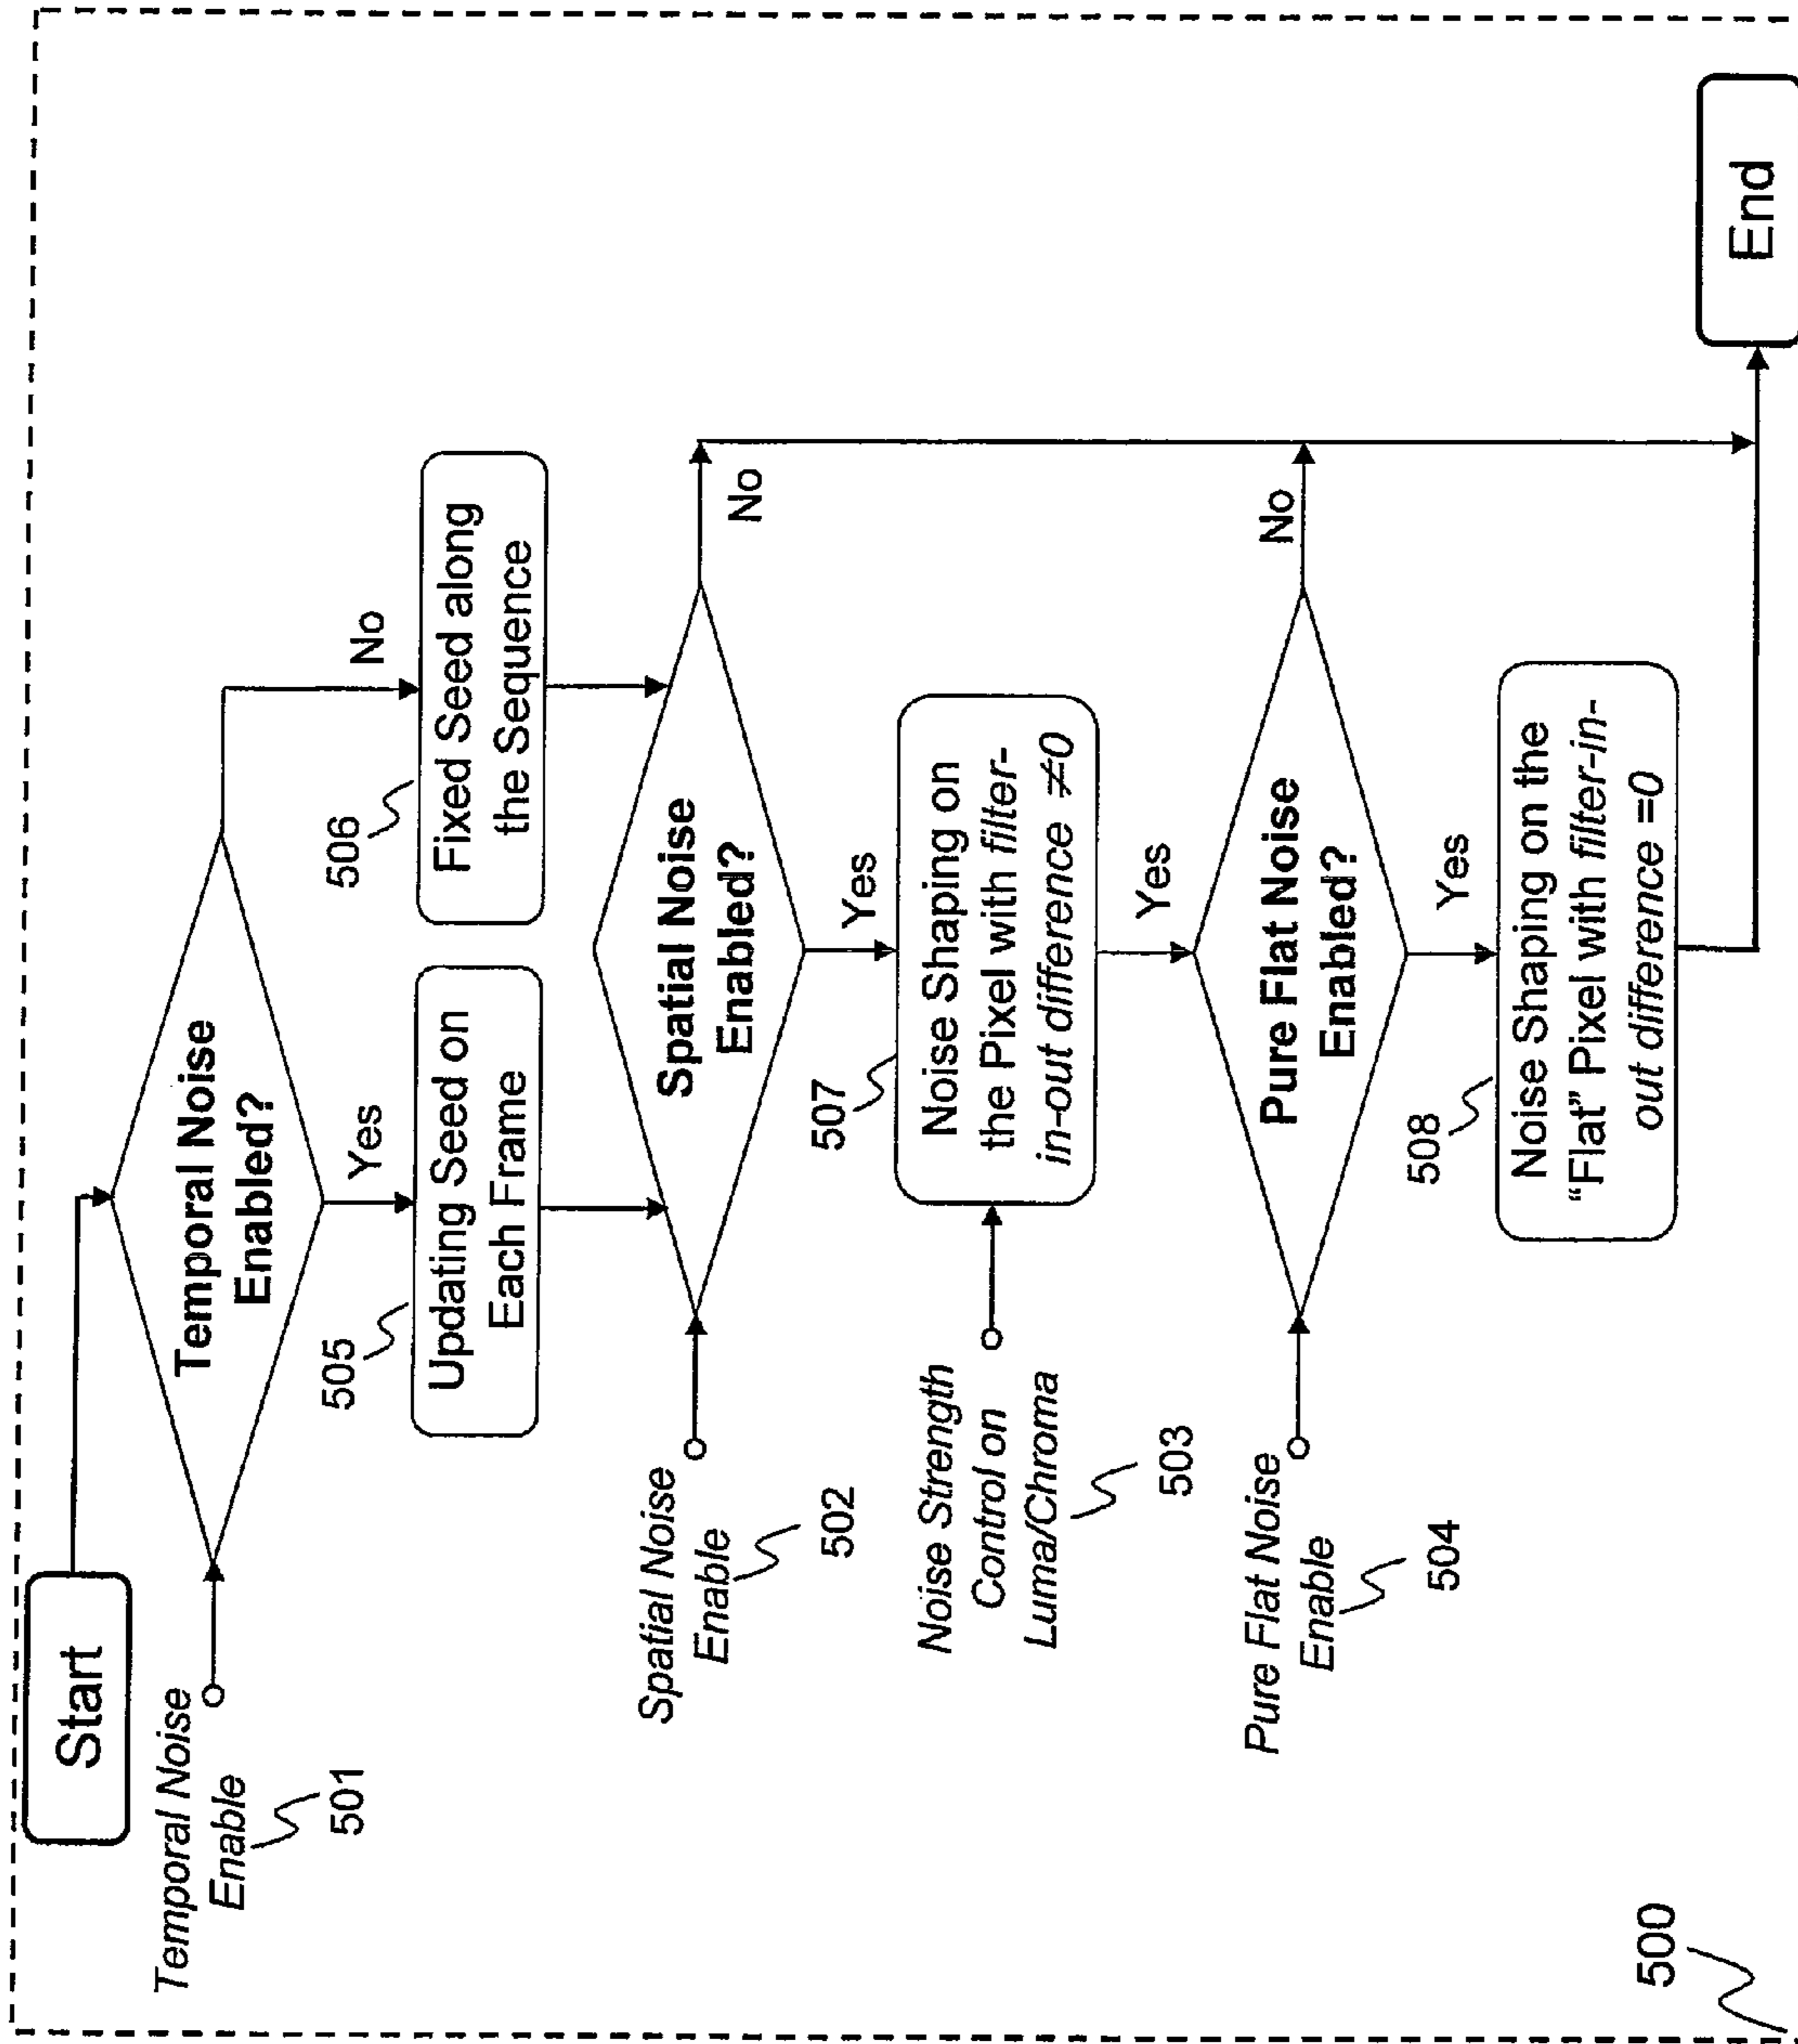 Start
Temporal Noise
Enable
501
Temporal Noise
Enabled?
Yes
No
505
Updating Seed on
Each Frame
506
Fixed Seed along
the Sequence
Spatial Noise
Enable
502
Spatial Noise
Enabled?
No
Yes
Noise Strength
Control on
Luma/Chroma
503
507
Noise Shaping on
the Pixel with filter-
in-out difference ≠0
Yes
Pure Flat Noise
Enable
504
Pure Flat Noise
Enabled?
No
Yes
508
Noise Shaping on the
“Flat” Pixel with filter-in-
out difference =0
End
500